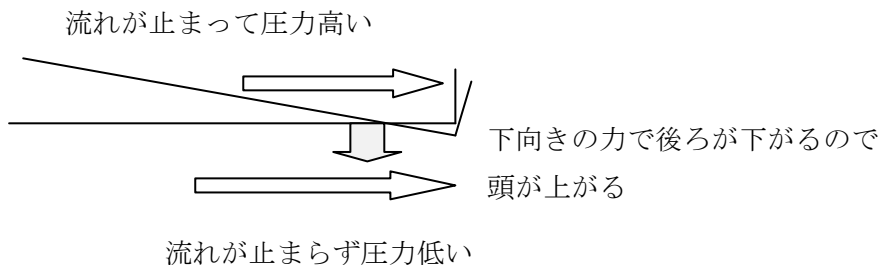 流れが止まって圧力高い
下向きの力で後ろが下がるので
頭が上がる
流れが止まらず圧力低い